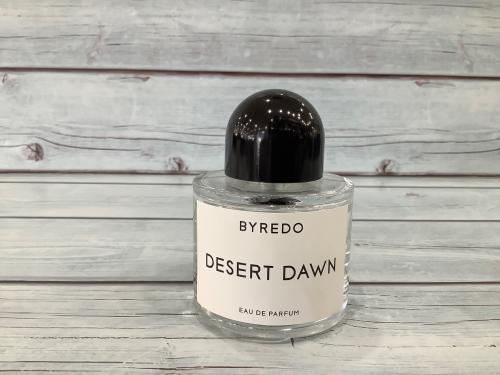 BYREDO
DESERT DAWN
EAU DE PARFUM